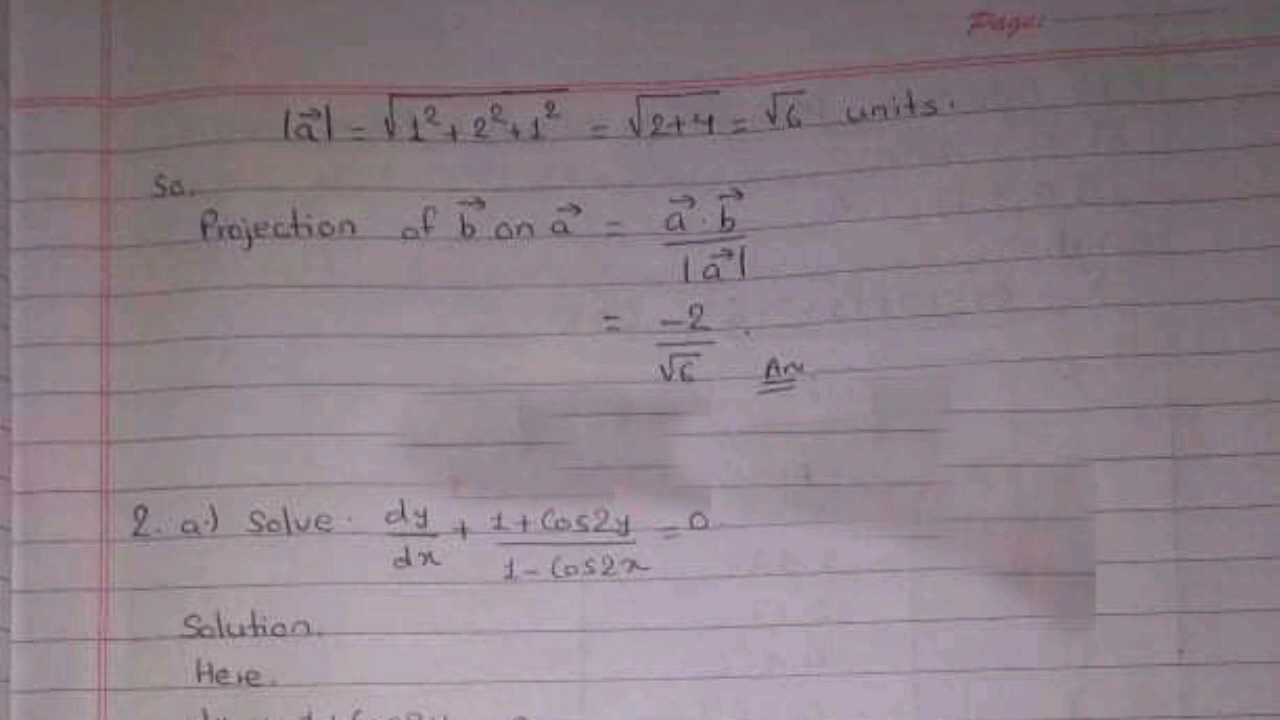 Page:
|a⃗| = √1²+2²+1² = √2+4 = √6 units.
So.
Projection of b⃗ on a⃗ = a⃗.b⃗ / |a⃗|
= -2 / √6 Ans
2. a.) Solve. dy/dx + 1+Cos2y / 1-Cos2x = 0
Solution.
Here.